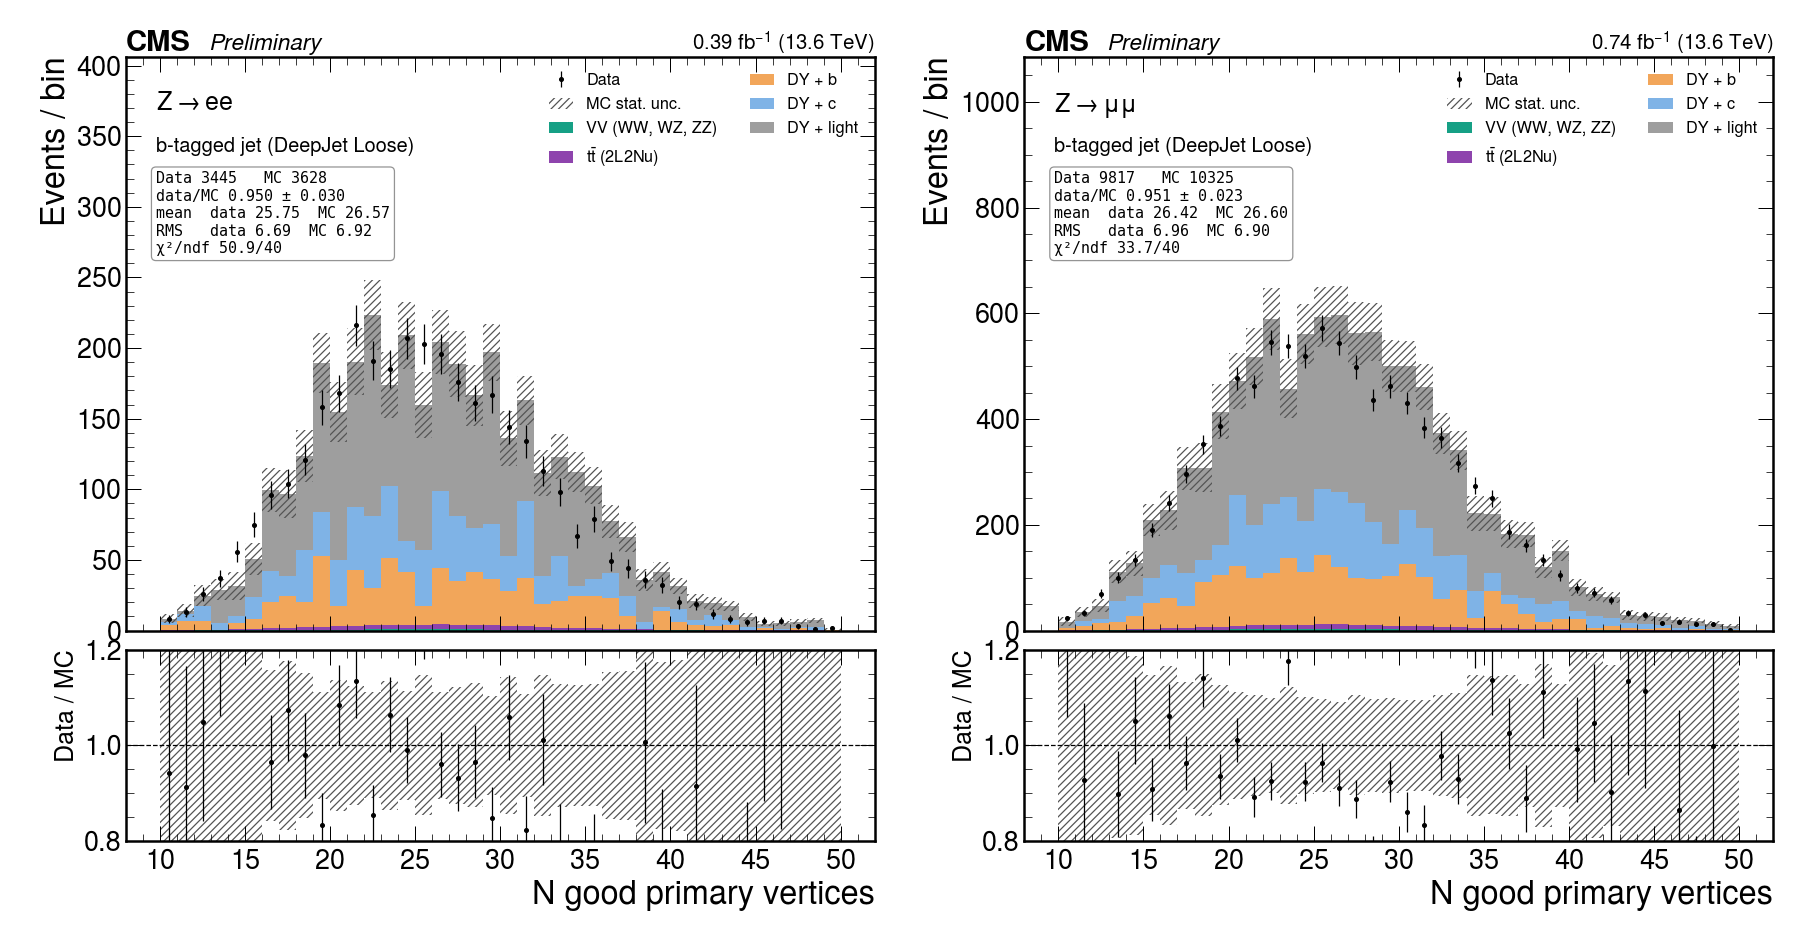 CMS Preliminary 0.39 fb⁻¹ (13.6 TeV)
Events / bin
400
350
300
250
200
150
100
50
0
Z → ee
b-tagged jet (DeepJet Loose)
Data 3445 MC 3628
data/MC 0.950 ± 0.030
mean data 25.75 MC 26.57
RMS data 6.69 MC 6.92
χ²/ndf 50.9/40
Data
MC stat. unc.
VV (WW, WZ, ZZ)
tt̄ (2L2Nu)
DY + b
DY + c
DY + light
Data / MC
1.2
1.0
0.8
10 15 20 25 30 35 40 45 50
N good primary vertices
CMS Preliminary 0.74 fb⁻¹ (13.6 TeV)
Events / bin
1000
800
600
400
200
0
Z → μμ
b-tagged jet (DeepJet Loose)
Data 9817 MC 10325
data/MC 0.951 ± 0.023
mean data 26.42 MC 26.60
RMS data 6.96 MC 6.90
χ²/ndf 33.7/40
Data
MC stat. unc.
VV (WW, WZ, ZZ)
tt̄ (2L2Nu)
DY + b
DY + c
DY + light
Data / MC
1.2
1.0
0.8
10 15 20 25 30 35 40 45 50
N good primary vertices